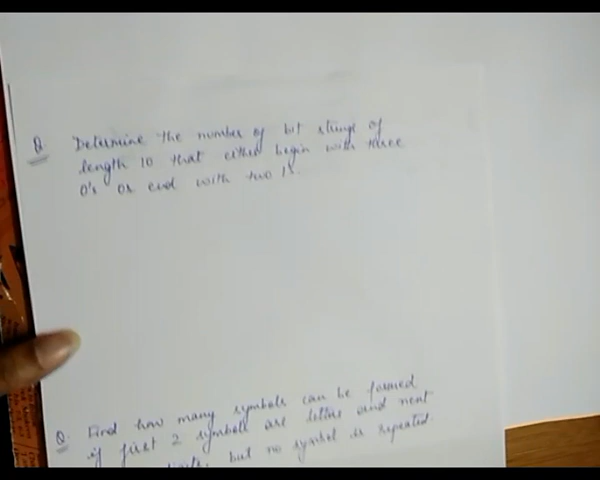 Q Determine the number of bit strings of
length 10 that either begin with three
0's or end with two 1's.
Q. Find how many symbols can be formed
if first 2 symbols are letters and next
but no symbol is repeated